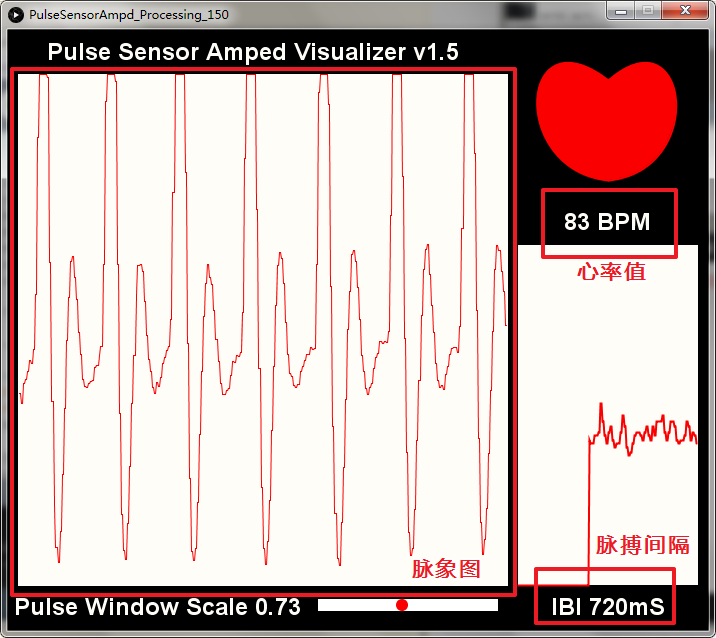 PulseSensorAmpd_Processing_150
Pulse Sensor Amped Visualizer v1.5
83 BPM
心率值
脉搏间隔
脉象图
Pulse Window Scale 0.73
IBI 720mS